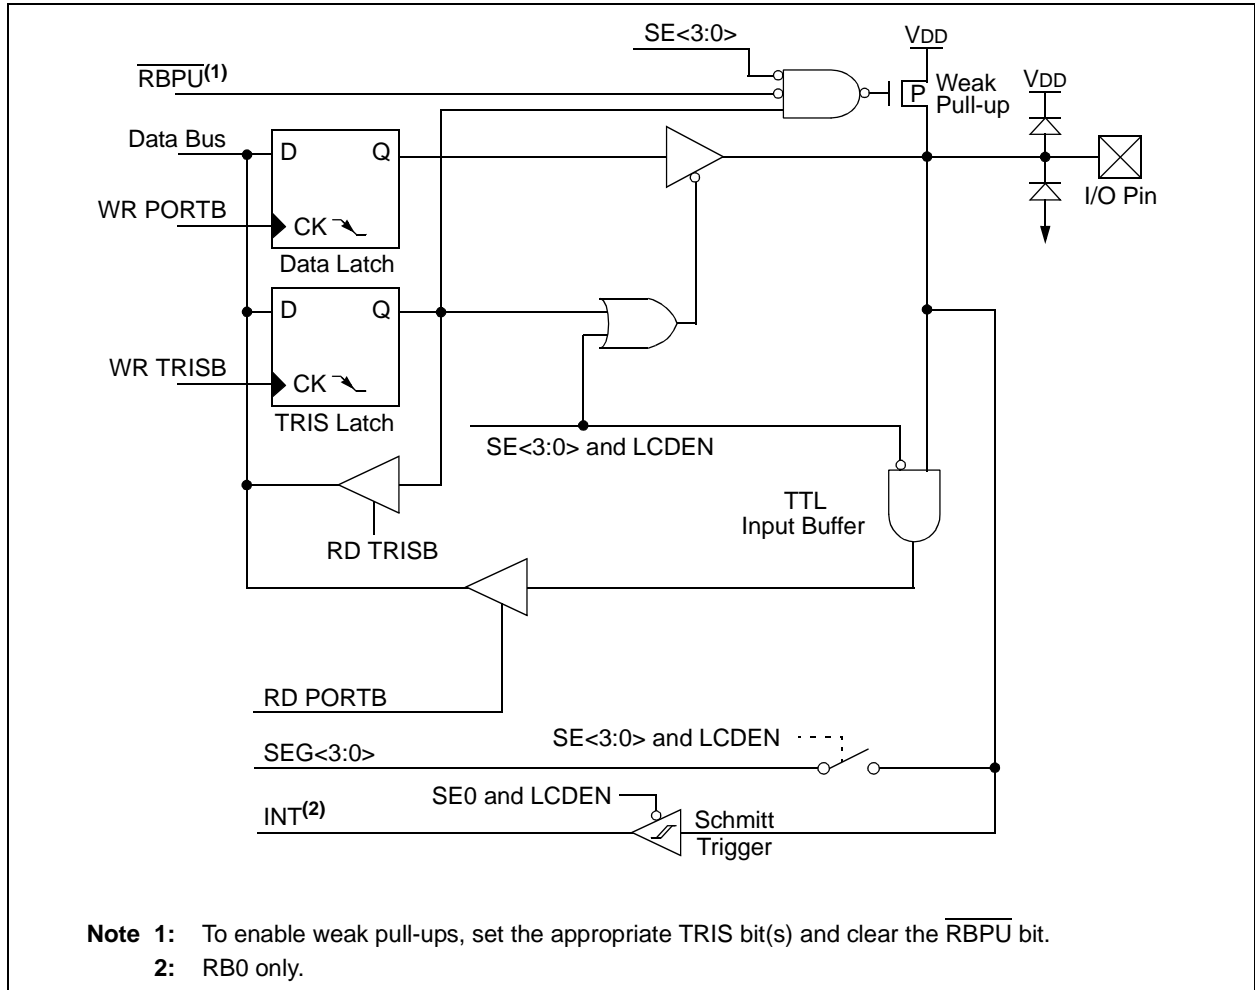 SE<3:0>
VDD
RBPU(1)
Weak
Pull-up
P
VDD
Data Bus
D Q
I/O Pin
WR PORTB
CK
Data Latch
D Q
WR TRISB
CK
TRIS Latch
SE<3:0> and LCDEN
TTL
Input Buffer
RD TRISB
RD PORTB
SE<3:0> and LCDEN
SEG<3:0>
SE0 and LCDEN
INT(2)
Schmitt
Trigger
Note 1: To enable weak pull-ups, set the appropriate TRIS bit(s) and clear the RBPU bit.
2: RB0 only.